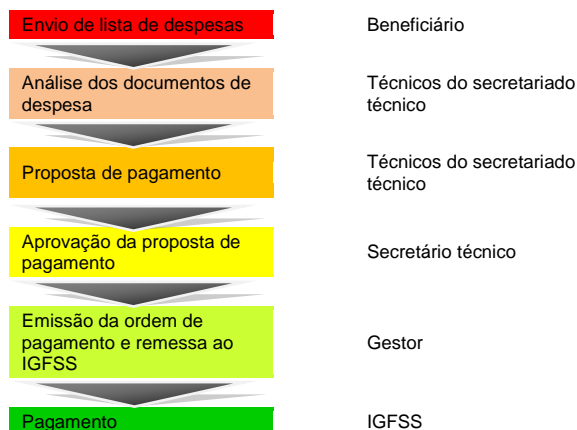 Envio de lista de despesas
Beneficiário
Análise dos documentos de
despesa
Técnicos do secretariado
técnico
Proposta de pagamento
Técnicos do secretariado
técnico
Aprovação da proposta de
pagamento
Secretário técnico
Emissão da ordem de
pagamento e remessa ao
IGFSS
Gestor
Pagamento
IGFSS